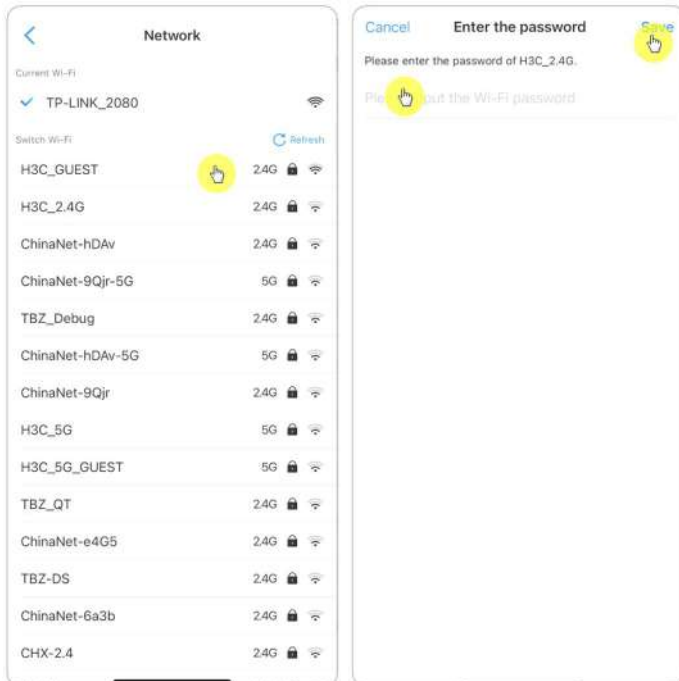 Network
Current Wi-Fi
TP-LINK_2080
Switch Wi-Fi Refresh
H3C_GUEST 2.4G
H3C_2.4G 2.4G
ChinaNet-hDAv 2.4G
ChinaNet-9Qjr-5G 5G
TBZ_Debug 2.4G
ChinaNet-hDAv-5G 5G
ChinaNet-9Qjr 2.4G
H3C_5G 5G
H3C_5G_GUEST 5G
TBZ_QT 2.4G
ChinaNet-e4G5 2.4G
TBZ-DS 2.4G
ChinaNet-6a3b 2.4G
CHX-2.4 2.4G
Cancel Enter the password Save
Please enter the password of H3C_2.4G.
the Wi-Fi password